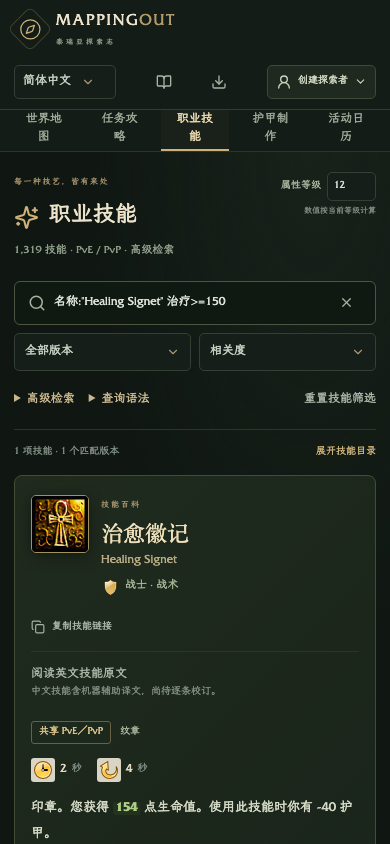 MAPPINGOUT
泰瑞亚探索志
简体中文
创建探索者
世界地图
任务攻略
职业技能
护甲制作
活动日历
每一种技艺，皆有来处
属性等级 12
职业技能
数值按当前等级计算
1,319 技能 · PvE / PvP · 高级检索
名称:"Healing Signet" 治疗>=150
全部版本
相关度
高级检索
查询语法
重置技能筛选
1 项技能 · 1 个匹配版本
展开技能目录
技能百科
治愈徽记
Healing Signet
战士 · 战术
复制技能链接
阅读英文技能原文
中文技能含机器辅助译文，尚待逐条校订。
共享 PvE／PvP
纹章
2 秒
4 秒
印章。您获得 154 点生命值。使用此技能时你有 -40 护
甲。